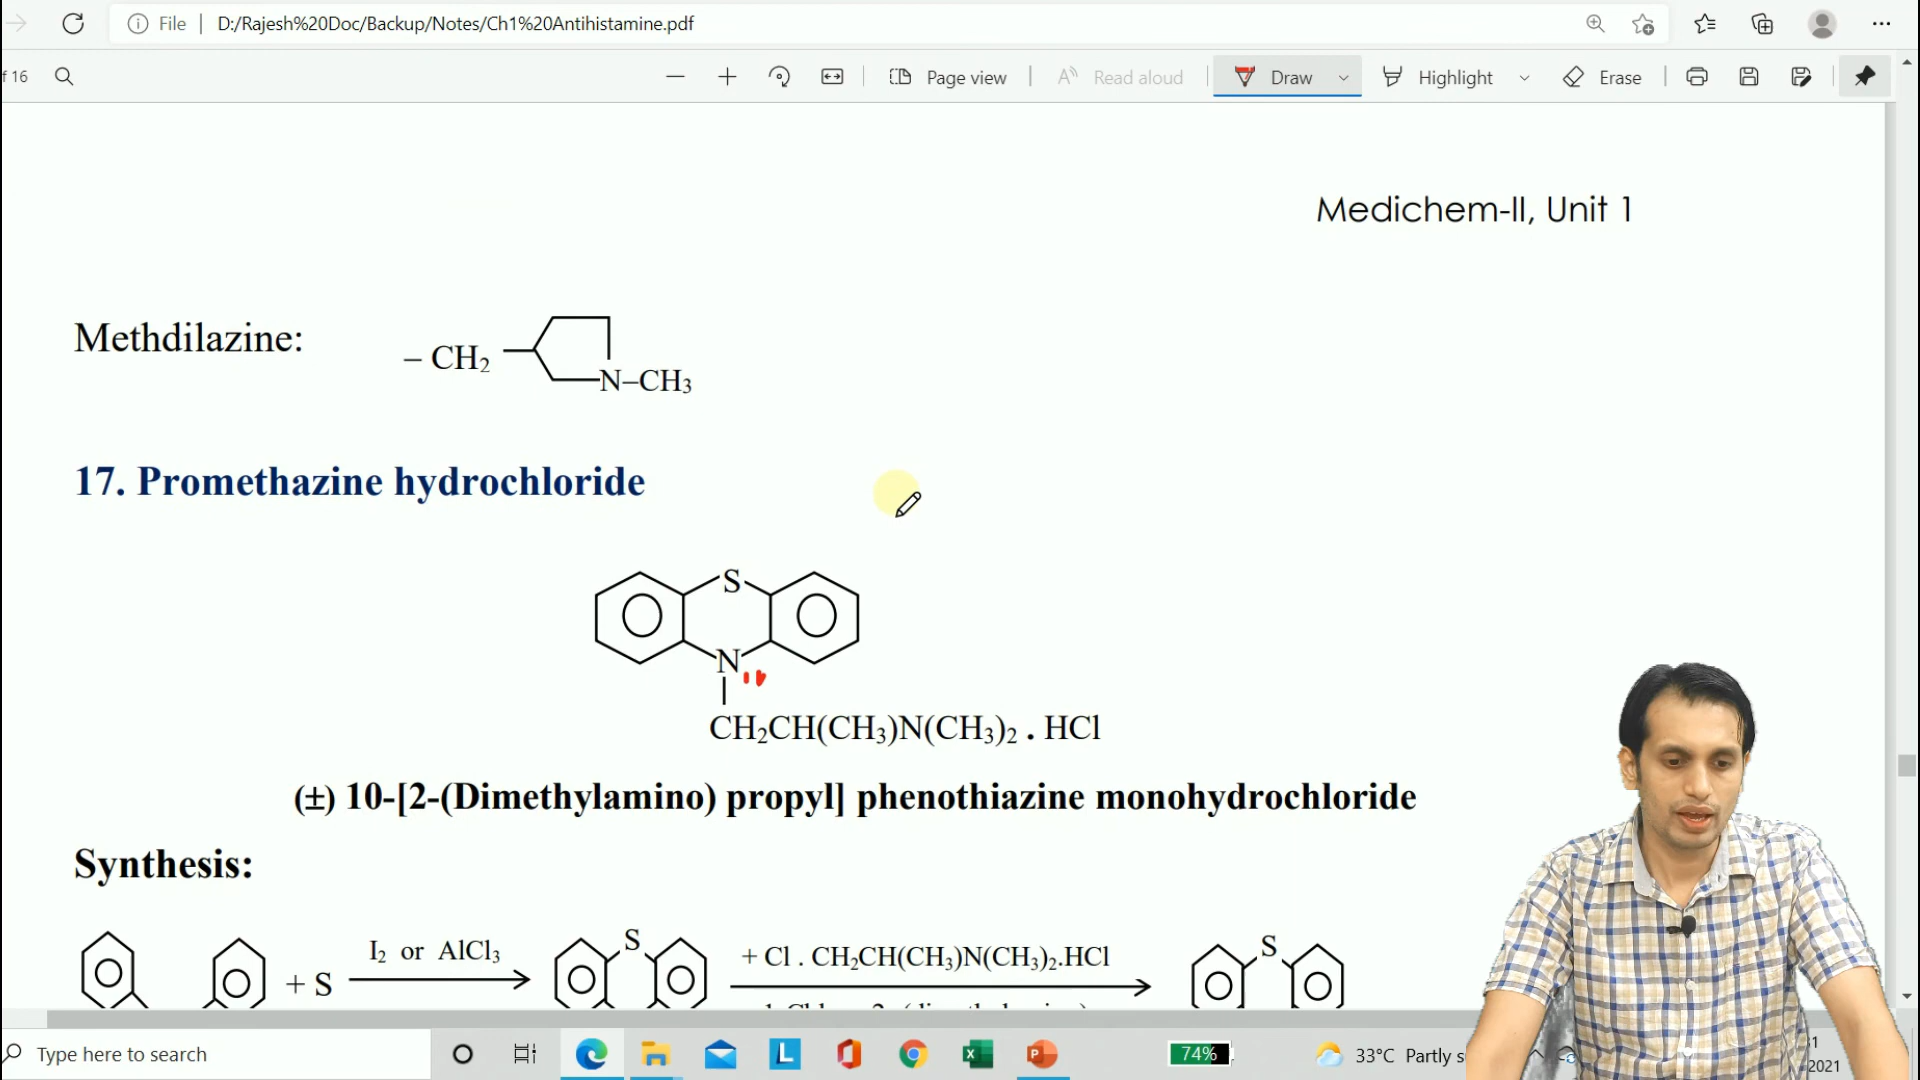 File | D:/Rajesh%20Doc/Backup/Notes/Ch1%20Antihistamine.pdf
f 16
Page view
Read aloud
Draw
Highlight
Erase
Medichem-II, Unit 1
Methdilazine: – CH₂ N–CH₃
17. Promethazine hydrochloride
S
N
CH₂CH(CH₃)N(CH₃)₂ . HCl
(±) 10-[2-(Dimethylamino) propyl] phenothiazine monohydrochloride
Synthesis:
+ S I₂ or AlCl₃ S + Cl . CH₂CH(CH₃)N(CH₃)₂.HCl S
Type here to search
74%
33°C Partly
2021